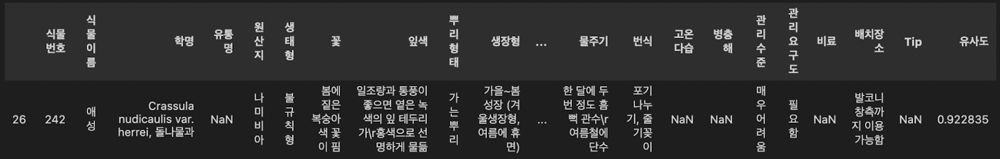 식물
번호
식
물
이
름
학명
유통
명
원
산
지
생
태
형
꽃
잎색
뿌
리
형
태
생장형
...
물주기
번식
고온
다습
병충
해
관
리
수
준
관
리
요
구
도
비료
배치장
소
Tip
유사도
26
242
애
성
Crassula
nudicaulis var.
herrei, 돌나물과
NaN
나
미
비
아
불
규
칙
형
봄에
짙은
복숭아
색 꽃
이 핌
일조량과 통풍이
좋으면 옅은 녹
색의 잎 테두리
가\r홍색으로 선
명하게 물듦
가
는
뿌
리
가을~봄
성장 (겨
울생장형,
여름에 휴
면)
...
한 달에 두
번 정도 흠
뻑 관수\r
여름철에
단수
포기
나누
기, 줄
기꽂
이
NaN
NaN
매
우
어
려
움
필
요
함
NaN
발코니
창측까
지 이용
가능함
NaN
0.922835